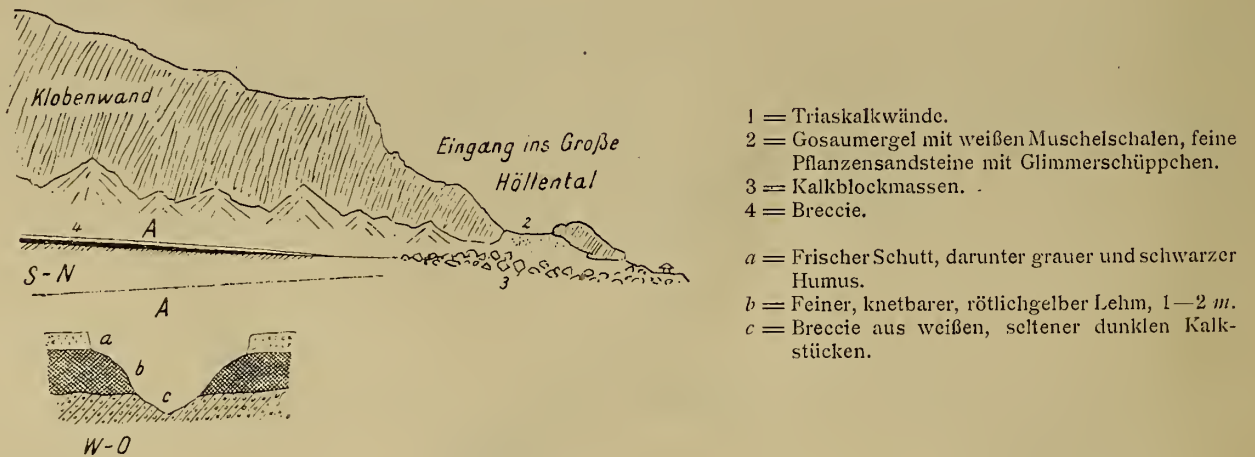 Klobenwand
Eingang ins Große
Höllental
2
4
A
S-N
3
A
a
b
c
W-O
1 = Triaskalkwände.
2 = Gosaumergel mit weißen Muschelschalen, feine
Pflanzensandsteine mit Glimmerschüppchen.
3 = Kalkblockmassen.
4 = Breccie.
a = Frischer Schutt, darunter grauer und schwarzer
Humus.
b = Feiner, knetbarer, rötlichgelber Lehm, 1—2 m.
c = Breccie aus weißen, seltener dunklen Kalk-
stücken.